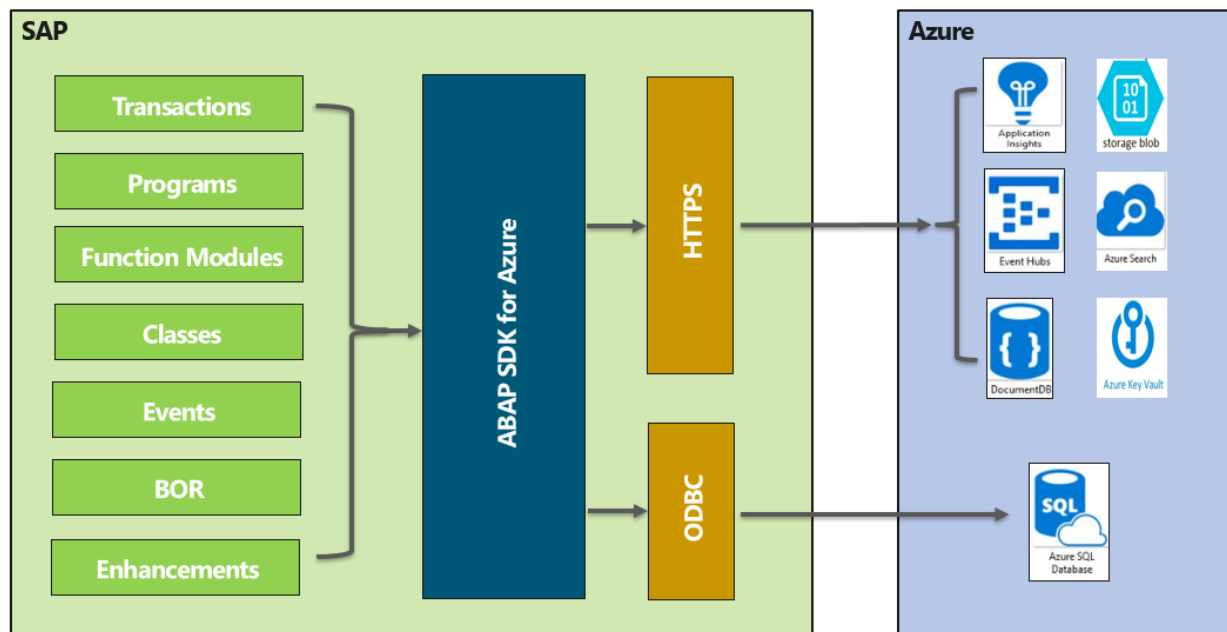 SAP
Transactions
Programs
Function Modules
Classes
Events
BOR
Enhancements
ABAP SDK for Azure
HTTPS
ODBC
Azure
Application
Insights
10
01
storage blob
Event Hubs
Azure Search
{ }
DocumentDB
Azure Key Vault
SQL
Azure SQL
Database